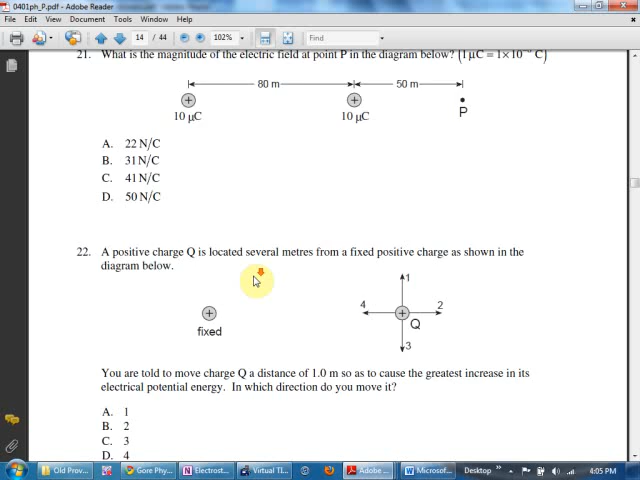 0401ph_P.pdf - Adobe Reader
File Edit View Document Tools Window Help
14 / 44 102% Find
21. What is the magnitude of the electric field at point P in the diagram below? (1 μC = 1×10⁻⁶ C)
80 m 50 m
+ +
10 μC 10 μC P
A. 22 N/C
B. 31 N/C
C. 41 N/C
D. 50 N/C
22. A positive charge Q is located several metres from a fixed positive charge as shown in the
diagram below.
1
4 2
+ +
Q
fixed
3
You are told to move charge Q a distance of 1.0 m so as to cause the greatest increase in its
electrical potential energy. In which direction do you move it?
A. 1
B. 2
C. 3
D. 4
Old Prov... Gore Phy... Electrost... Virtual TI... Adobe ... Microsof... Desktop » 4:05 PM